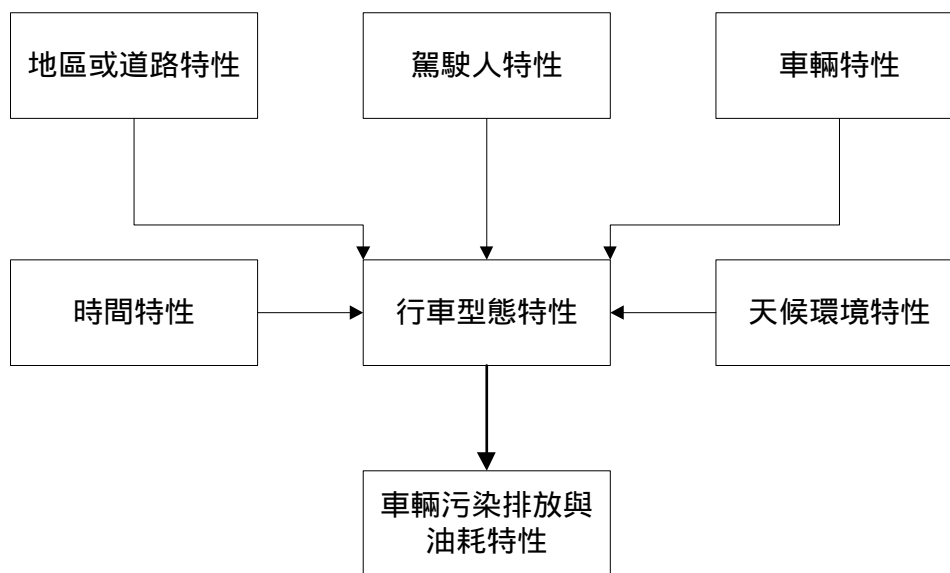 地區或道路特性
駕駛人特性
車輛特性
時間特性
行車型態特性
天候環境特性
車輛污染排放與
油耗特性